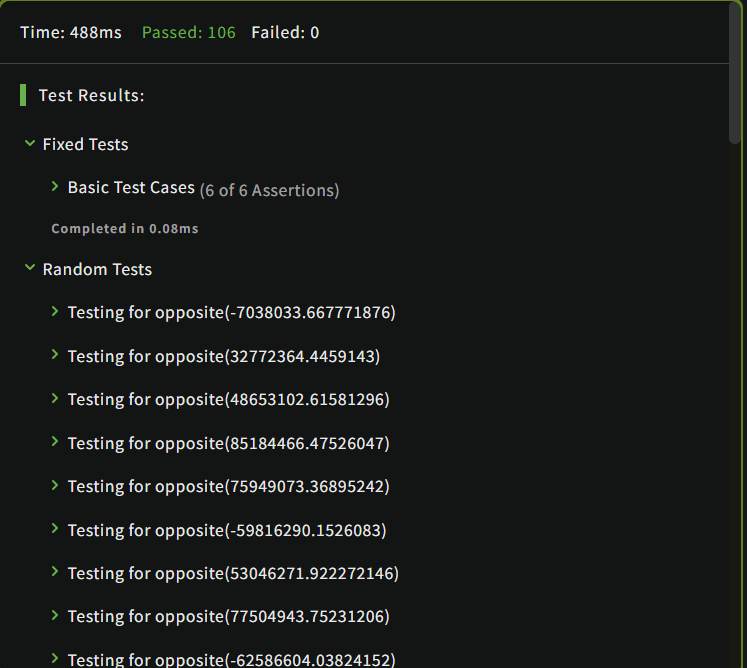 Time: 488ms Passed: 106 Failed: 0
Test Results:
Fixed Tests
Basic Test Cases (6 of 6 Assertions)
Completed in 0.08ms
Random Tests
Testing for opposite(-7038033.667771876)
Testing for opposite(32772364.4459143)
Testing for opposite(48653102.61581296)
Testing for opposite(85184466.47526047)
Testing for opposite(75949073.36895242)
Testing for opposite(-59816290.1526083)
Testing for opposite(53046271.922272146)
Testing for opposite(77504943.75231206)
Testing for opposite(-62586604.03824152)